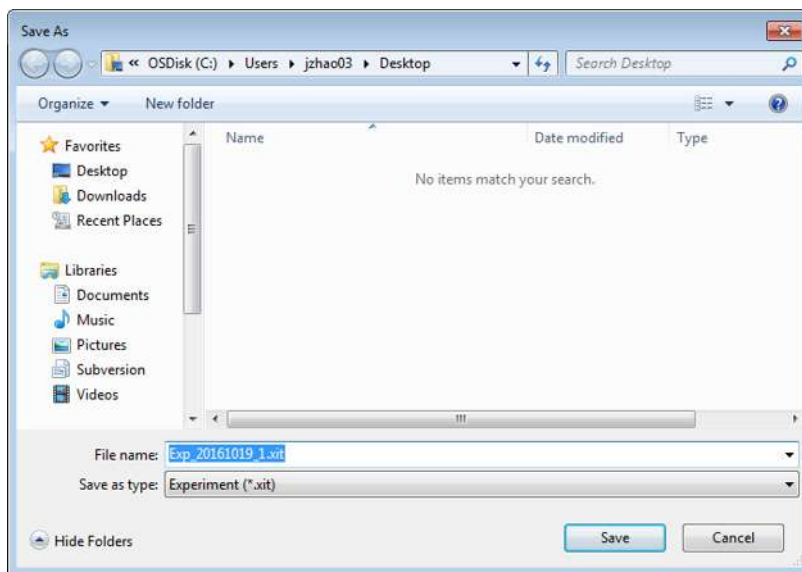 Save As
« OSDisk (C:) ▸ Users ▸ jzhao03 ▸ Desktop Search Desktop
Organize ▾ New folder
Favorites
Desktop
Downloads
Recent Places
Libraries
Documents
Music
Pictures
Subversion
Videos
Name Date modified Type
No items match your search.
File name: Exp_20161019_1.xit
Save as type: Experiment (*.xit)
Hide Folders Save Cancel